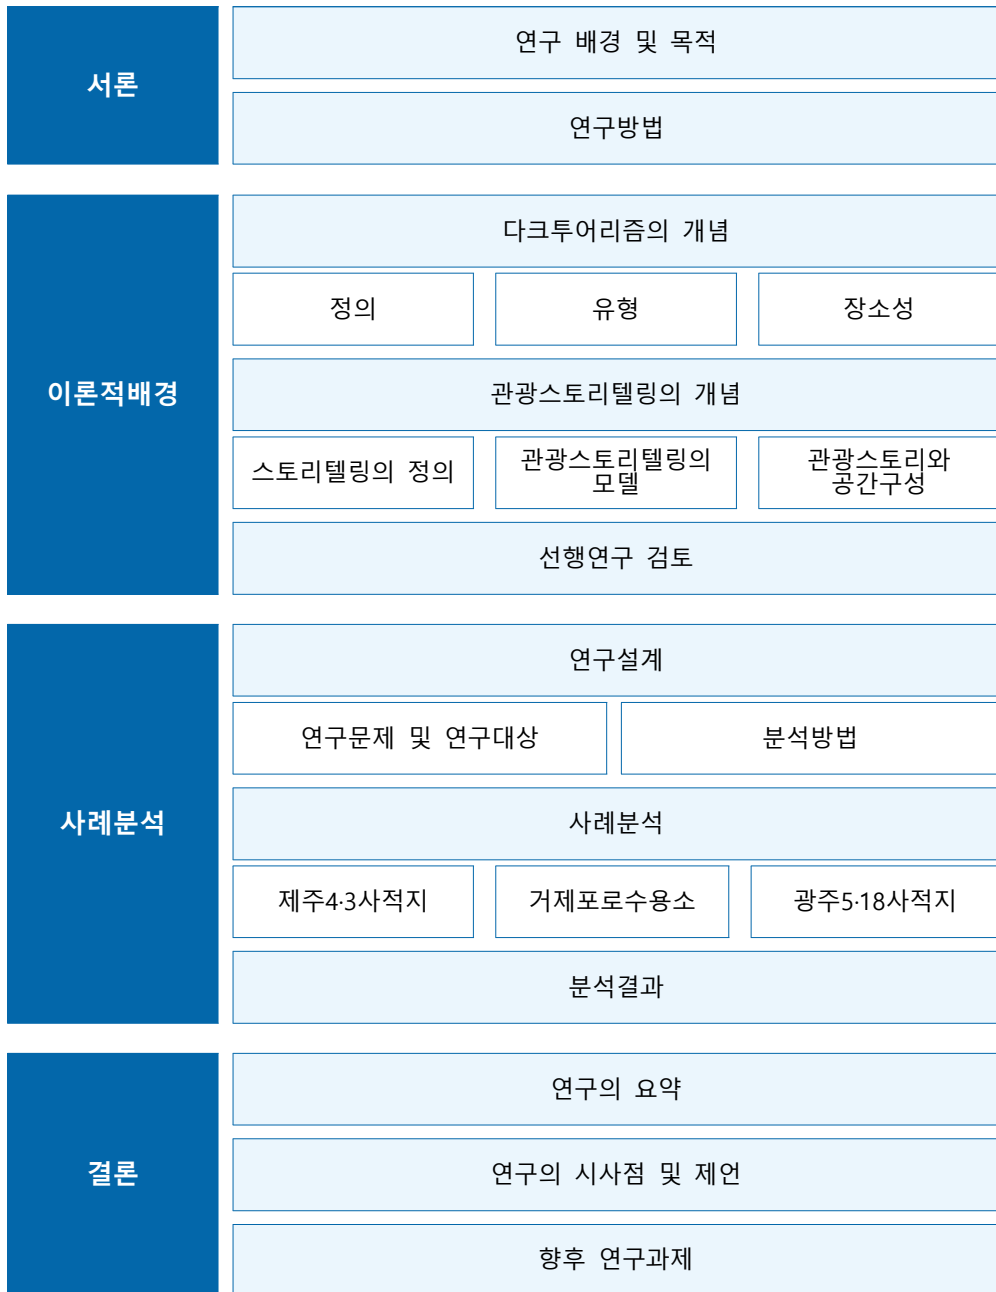 서론
연구 배경 및 목적
연구방법
이론적배경
다크투어리즘의 개념
정의
유형
장소성
관광스토리텔링의 개념
스토리텔링의 정의
관광스토리텔링의
모델
관광스토리와
공간구성
선행연구 검토
사례분석
연구설계
연구문제 및 연구대상
분석방법
사례분석
제주4·3사적지
거제포로수용소
광주5·18사적지
분석결과
결론
연구의 요약
연구의 시사점 및 제언
향후 연구과제